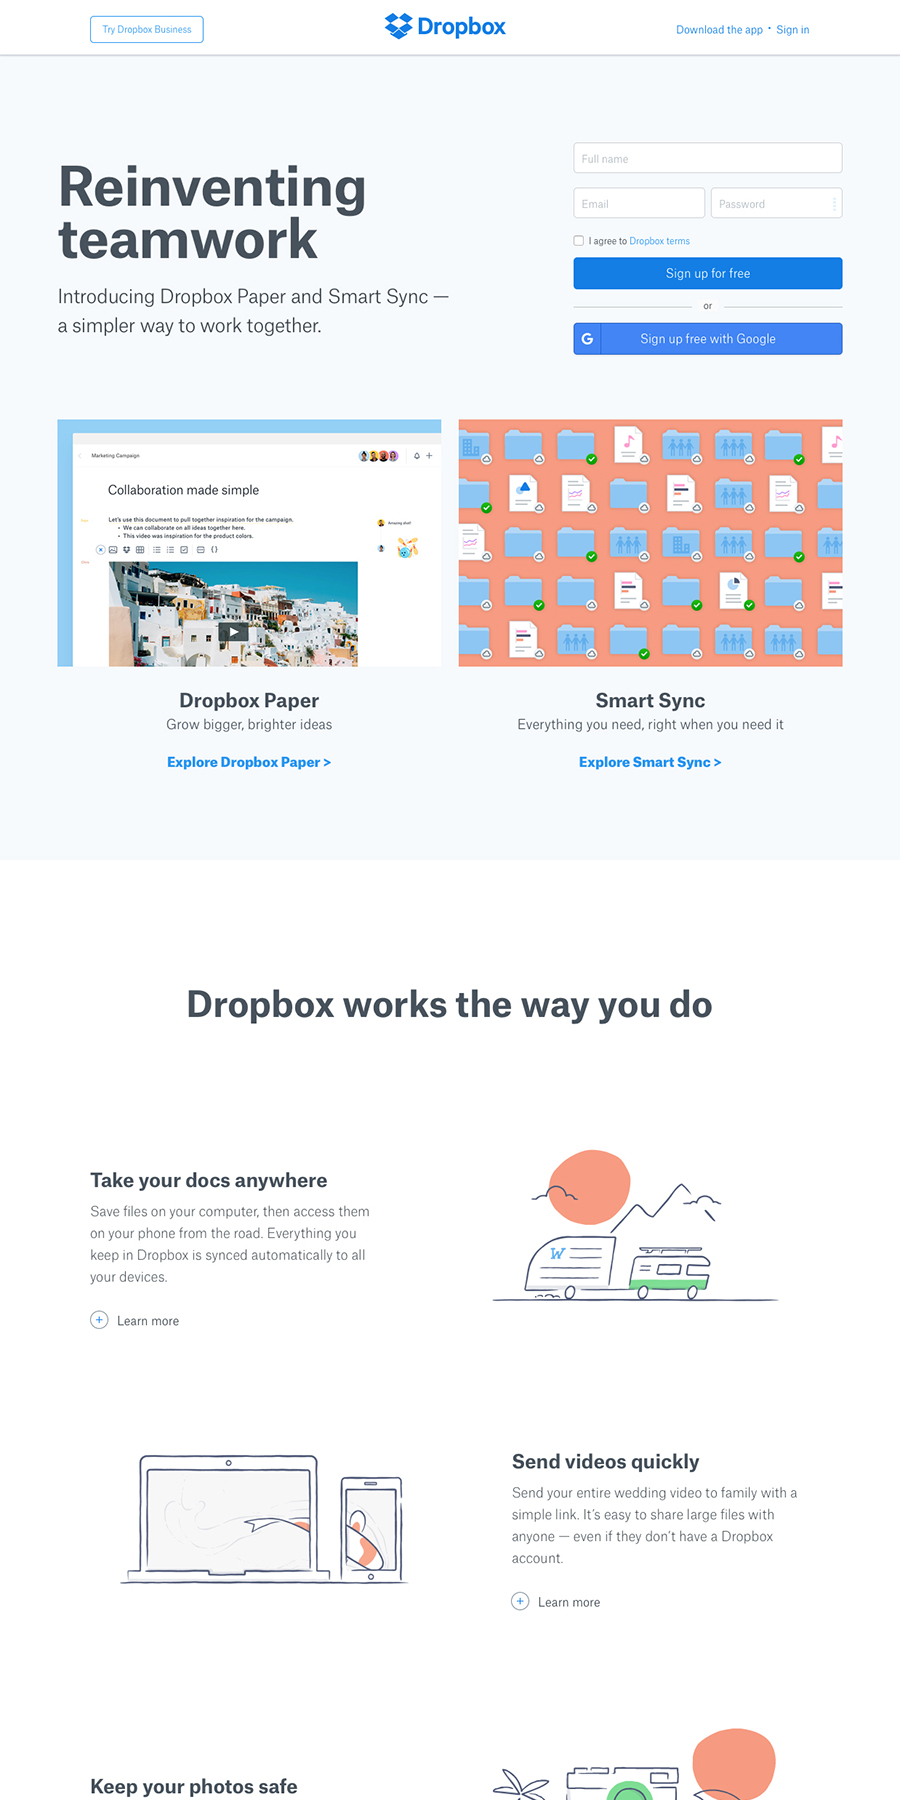 Try Dropbox Business
Dropbox
Download the app · Sign in
Reinventing
teamwork
Introducing Dropbox Paper and Smart Sync —
a simpler way to work together.
Full name
Email
Password
I agree to Dropbox terms
Sign up for free
or
G
Sign up free with Google
Marketing Campaign
Collaboration made simple
Let's use this document to pull together inspiration for the campaign.
• We can collaborate on all ideas together here.
• This video was inspiration for the product colors.
Amazing shot!
Dropbox Paper
Grow bigger, brighter ideas
Explore Dropbox Paper >
Smart Sync
Everything you need, right when you need it
Explore Smart Sync >
Dropbox works the way you do
Take your docs anywhere
Save files on your computer, then access them
on your phone from the road. Everything you
keep in Dropbox is synced automatically to all
your devices.
Learn more
W
Send videos quickly
Send your entire wedding video to family with a
simple link. It’s easy to share large files with
anyone — even if they don’t have a Dropbox
account.
Learn more
Keep your photos safe